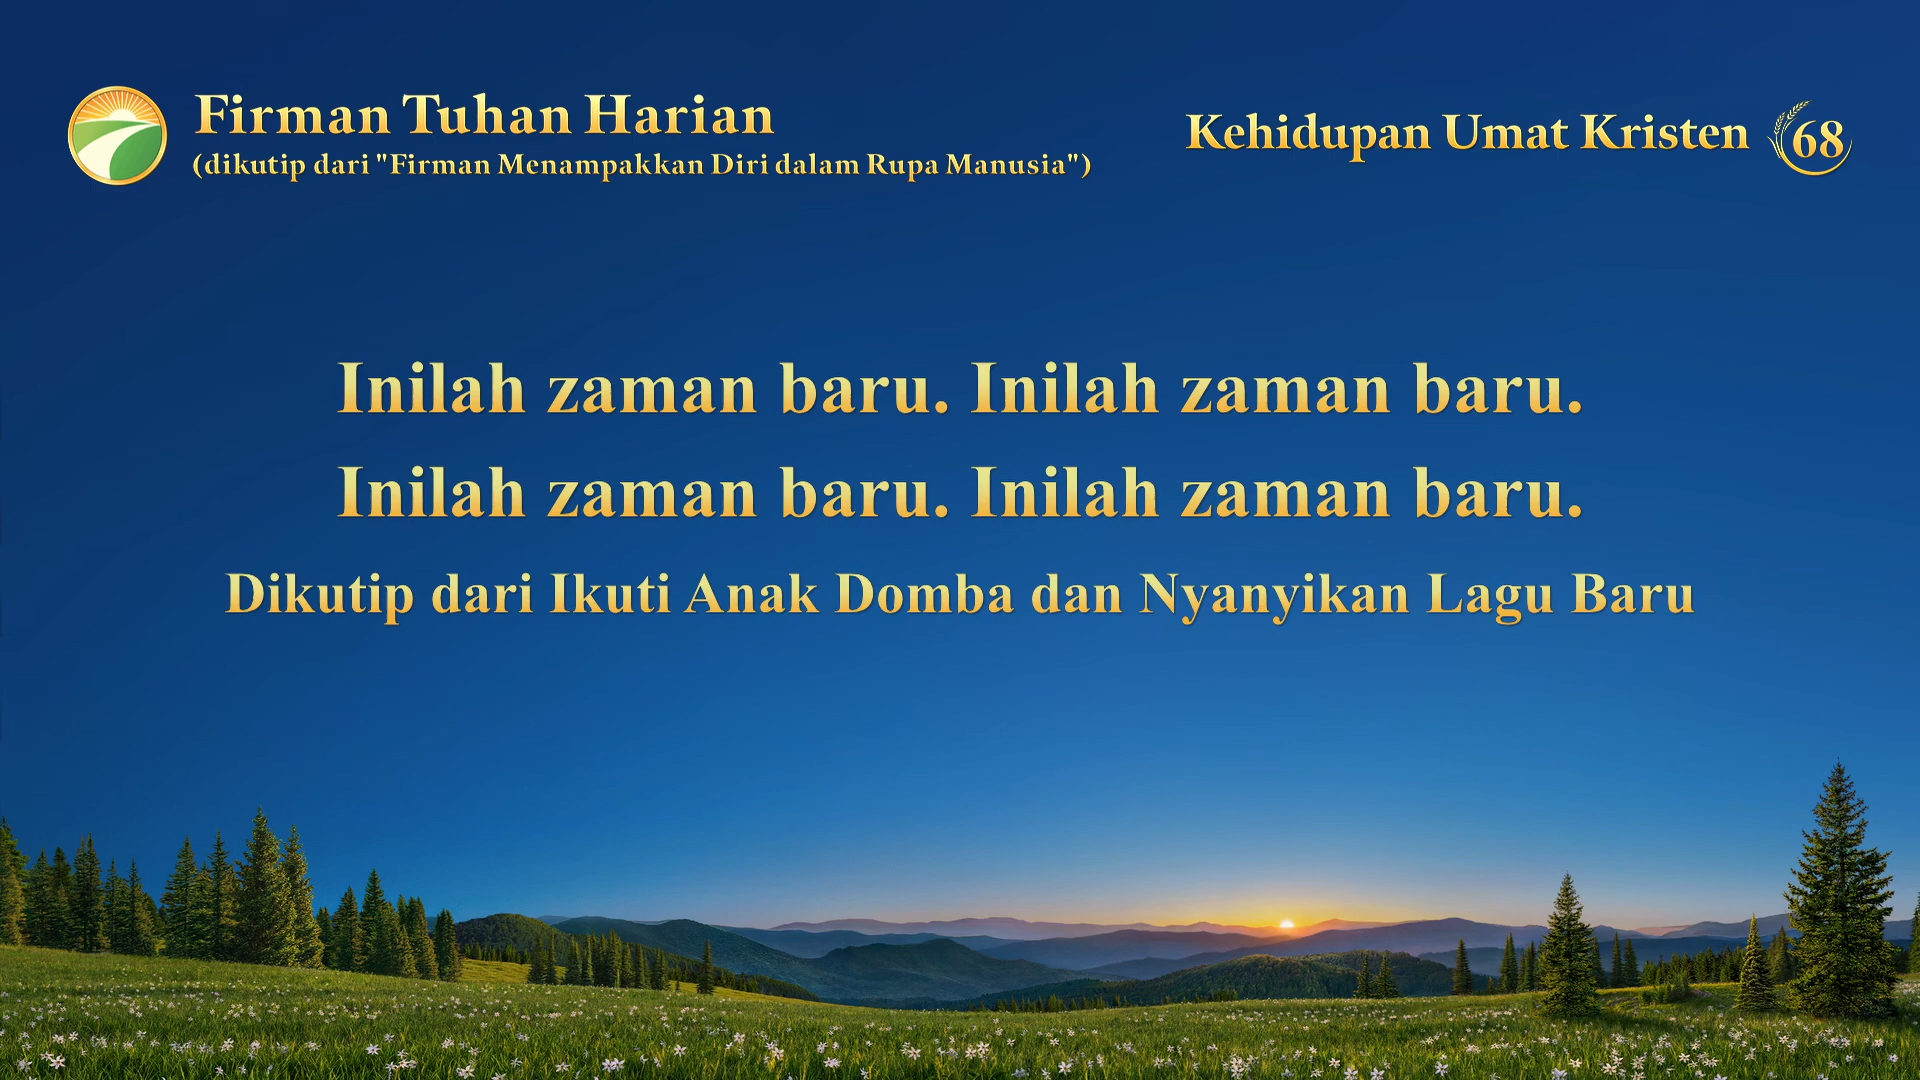 Firman Tuhan Harian
(dikutip dari "Firman Menampakkan Diri dalam Rupa Manusia")
Kehidupan Umat Kristen 68
Inilah zaman baru. Inilah zaman baru.
Inilah zaman baru. Inilah zaman baru.
Dikutip dari Ikuti Anak Domba dan Nyanyikan Lagu Baru